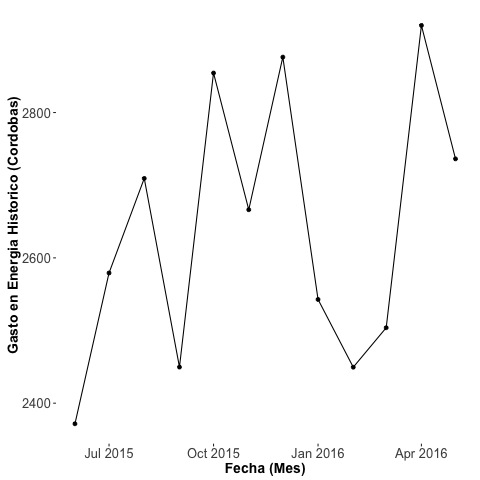 Gasto en Energia Historico (Cordobas)
2800
2600
2400
Jul 2015 Oct 2015 Jan 2016 Apr 2016
Fecha (Mes)